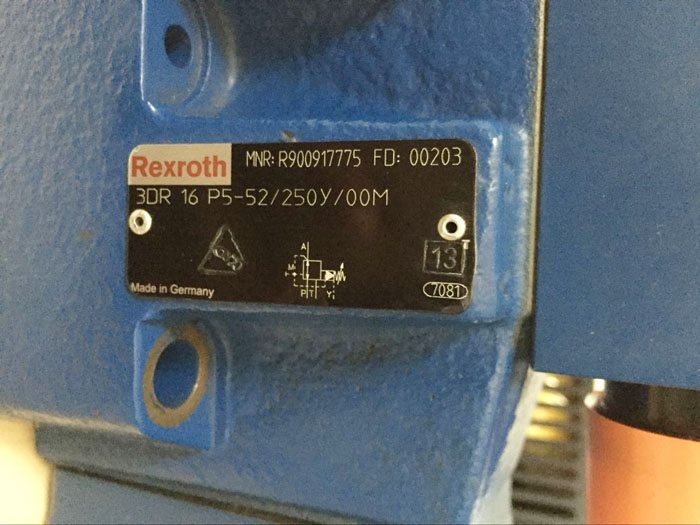 Rexroth MNR: R900917775 FD: 00203
3DR 16 P5-52/250Y/00M
A
M
P T Y
13
Made in Germany
7081